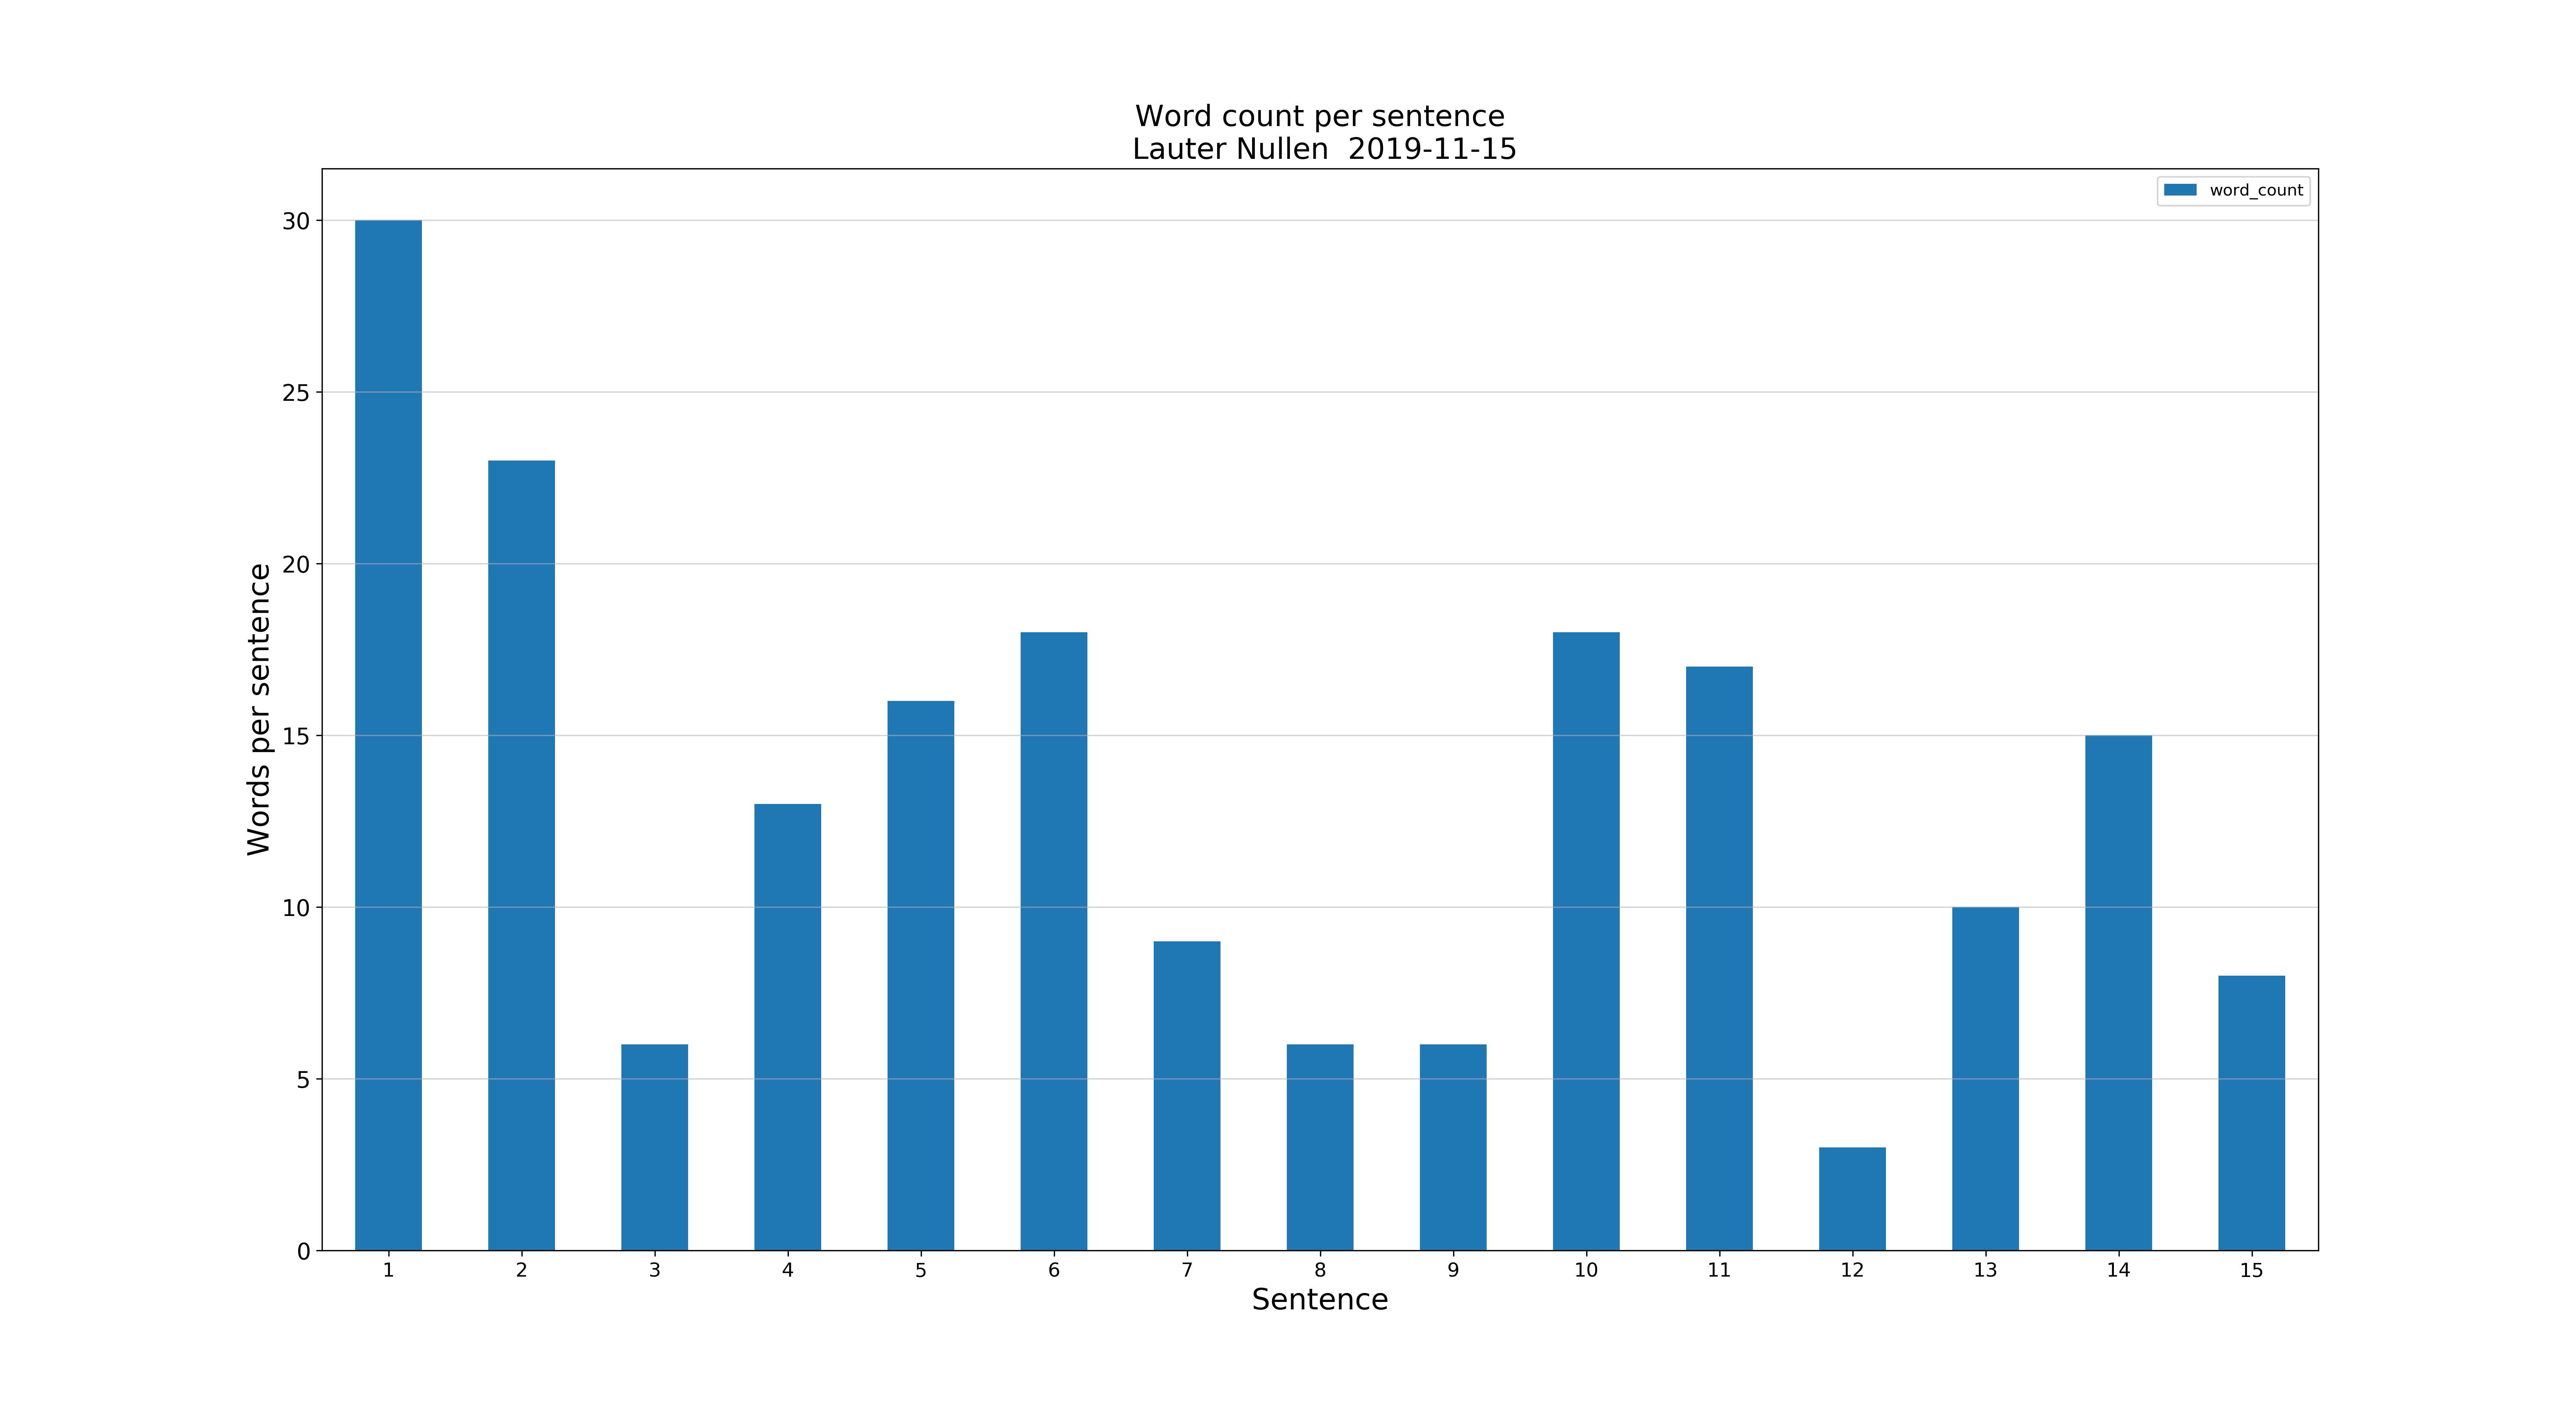 Word count per sentence
Lauter Nullen  2019-11-15
word_count
30
25
20
15
10
5
0
Words per sentence
1 2 3 4 5 6 7 8 9 10 11 12 13 14 15
Sentence